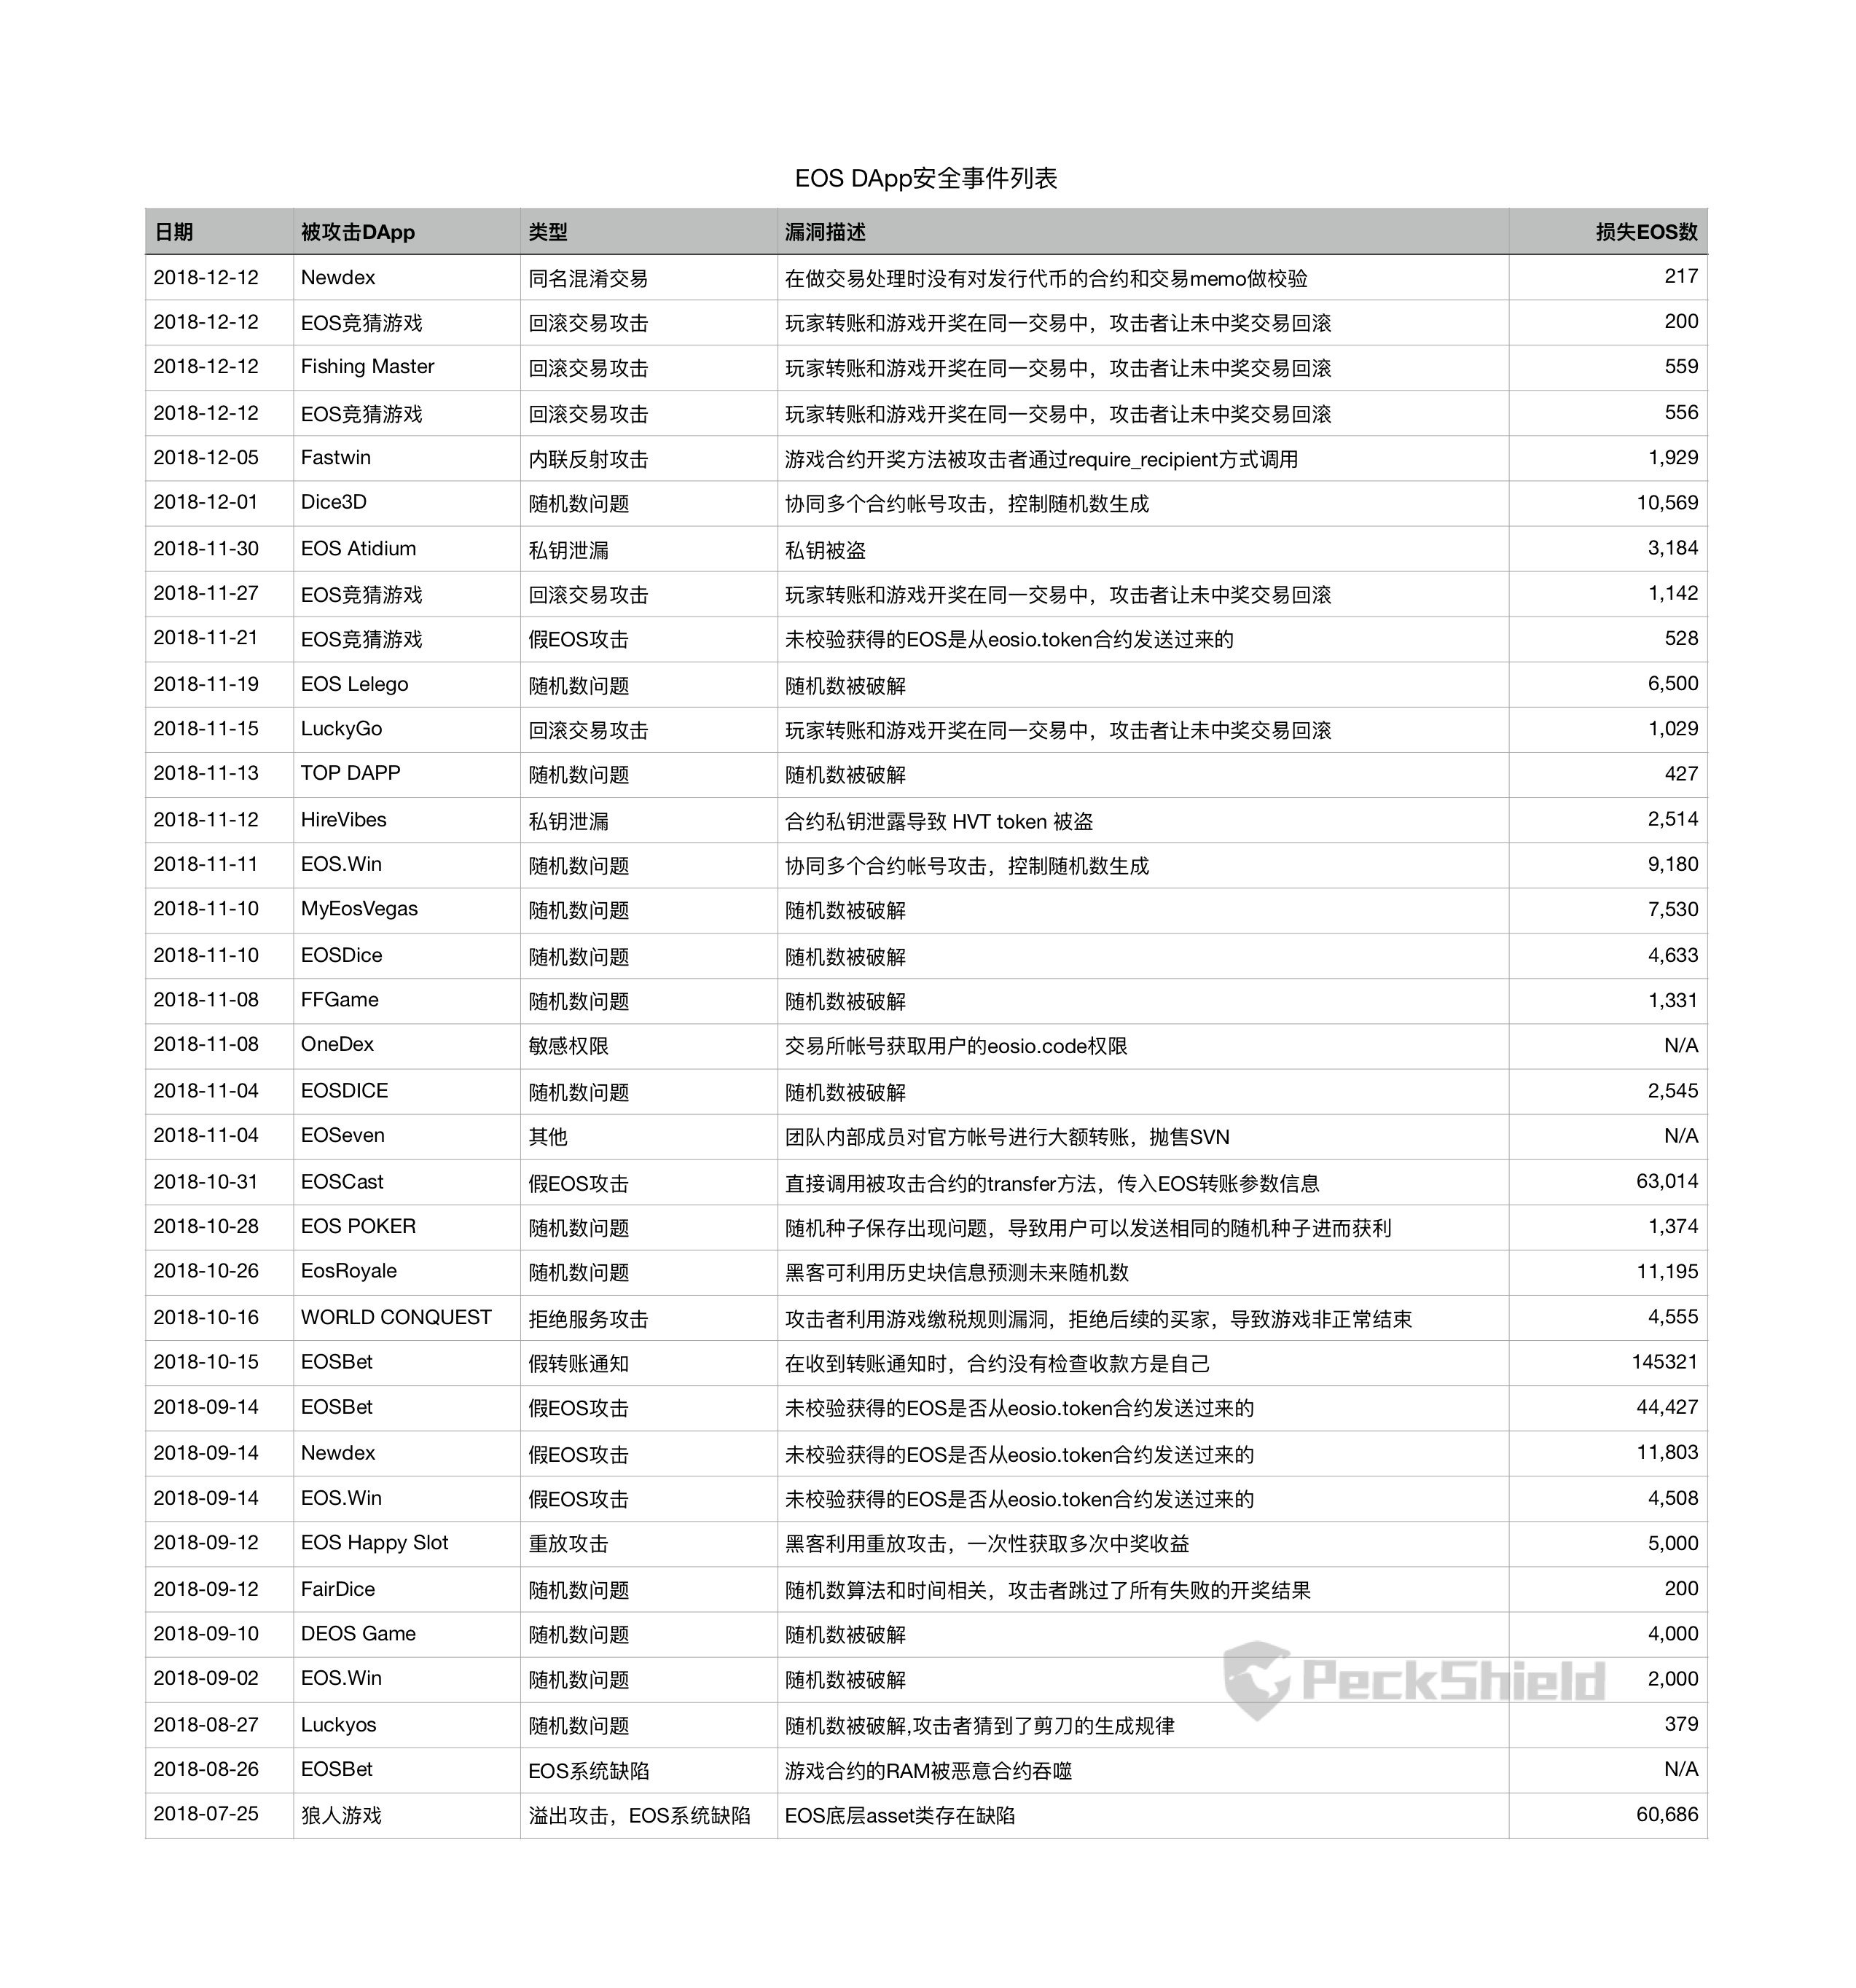 EOS DApp安全事件列表
日期 被攻击DApp 类型 漏洞描述 损失EOS数
2018-12-12 Newdex 同名混淆交易 在做交易处理时没有对发行代币的合约和交易memo做校验 217
2018-12-12 EOS竞猜游戏 回滚交易攻击 玩家转账和游戏开奖在同一交易中，攻击者让未中奖交易回滚 200
2018-12-12 Fishing Master 回滚交易攻击 玩家转账和游戏开奖在同一交易中，攻击者让未中奖交易回滚 559
2018-12-12 EOS竞猜游戏 回滚交易攻击 玩家转账和游戏开奖在同一交易中，攻击者让未中奖交易回滚 556
2018-12-05 Fastwin 内联反射攻击 游戏合约开奖方法被攻击者通过require_recipient方式调用 1,929
2018-12-01 Dice3D 随机数问题 协同多个合约帐号攻击，控制随机数生成 10,569
2018-11-30 EOS Atidium 私钥泄漏 私钥被盗 3,184
2018-11-27 EOS竞猜游戏 回滚交易攻击 玩家转账和游戏开奖在同一交易中，攻击者让未中奖交易回滚 1,142
2018-11-21 EOS竞猜游戏 假EOS攻击 未校验获得的EOS是从eosio.token合约发送过来的 528
2018-11-19 EOS Lelego 随机数问题 随机数被破解 6,500
2018-11-15 LuckyGo 回滚交易攻击 玩家转账和游戏开奖在同一交易中，攻击者让未中奖交易回滚 1,029
2018-11-13 TOP DAPP 随机数问题 随机数被破解 427
2018-11-12 HireVibes 私钥泄漏 合约私钥泄露导致 HVT token 被盗 2,514
2018-11-11 EOS.Win 随机数问题 协同多个合约帐号攻击，控制随机数生成 9,180
2018-11-10 MyEosVegas 随机数问题 随机数被破解 7,530
2018-11-10 EOSDice 随机数问题 随机数被破解 4,633
2018-11-08 FFGame 随机数问题 随机数被破解 1,331
2018-11-08 OneDex 敏感权限 交易所帐号获取用户的eosio.code权限 N/A
2018-11-04 EOSDICE 随机数问题 随机数被破解 2,545
2018-11-04 EOSeven 其他 团队内部成员对官方帐号进行大额转账，抛售SVN N/A
2018-10-31 EOSCast 假EOS攻击 直接调用被攻击合约的transfer方法，传入EOS转账参数信息 63,014
2018-10-28 EOS POKER 随机数问题 随机种子保存出现问题，导致用户可以发送相同的随机种子进而获利 1,374
2018-10-26 EosRoyale 随机数问题 黑客可利用历史块信息预测未来随机数 11,195
2018-10-16 WORLD CONQUEST 拒绝服务攻击 攻击者利用游戏缴税规则漏洞，拒绝后续的买家，导致游戏非正常结束 4,555
2018-10-15 EOSBet 假转账通知 在收到转账通知时，合约没有检查收款方是自己 145321
2018-09-14 EOSBet 假EOS攻击 未校验获得的EOS是否从eosio.token合约发送过来的 44,427
2018-09-14 Newdex 假EOS攻击 未校验获得的EOS是否从eosio.token合约发送过来的 11,803
2018-09-14 EOS.Win 假EOS攻击 未校验获得的EOS是否从eosio.token合约发送过来的 4,508
2018-09-12 EOS Happy Slot 重放攻击 黑客利用重放攻击，一次性获取多次中奖收益 5,000
2018-09-12 FairDice 随机数问题 随机数算法和时间相关，攻击者跳过了所有失败的开奖结果 200
2018-09-10 DEOS Game 随机数问题 随机数被破解 4,000
2018-09-02 EOS.Win 随机数问题 随机数被破解 2,000
PeckShield
2018-08-27 Luckyos 随机数问题 随机数被破解,攻击者猜到了剪刀的生成规律 379
2018-08-26 EOSBet EOS系统缺陷 游戏合约的RAM被恶意合约吞噬 N/A
2018-07-25 狼人游戏 溢出攻击，EOS系统缺陷 EOS底层asset类存在缺陷 60,686